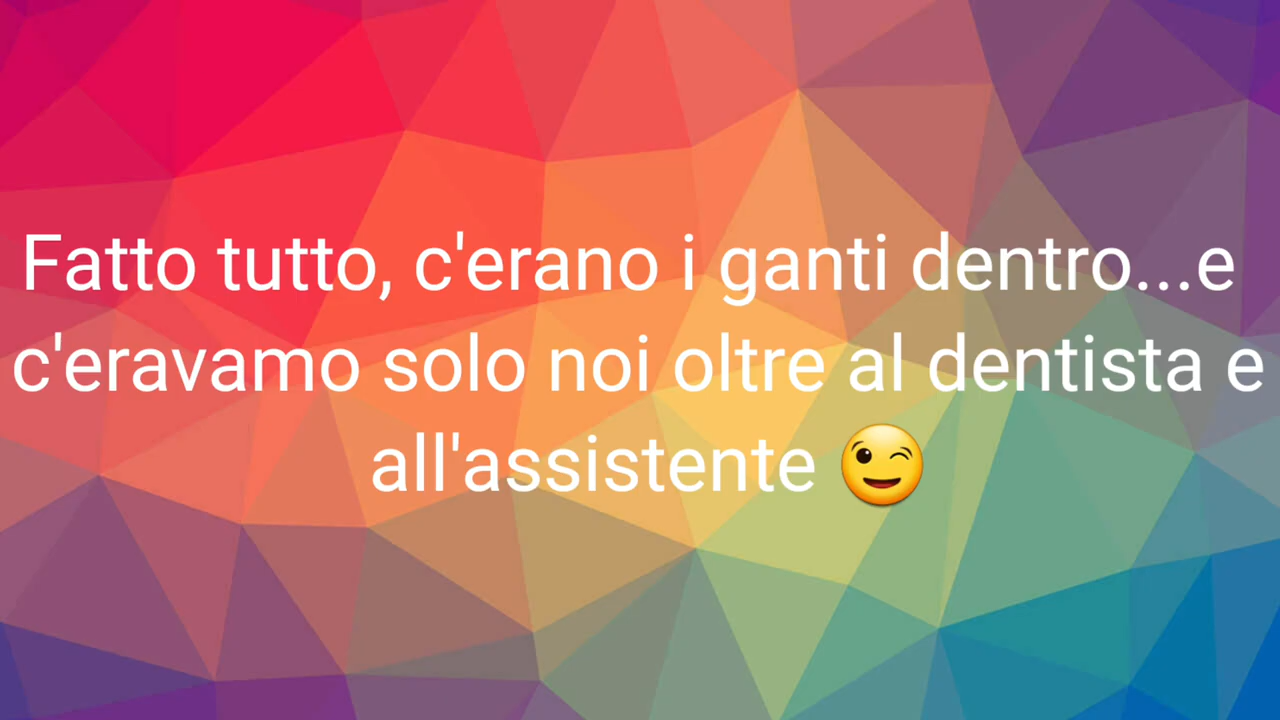 Fatto tutto, c'erano i ganti dentro...e
c'eravamo solo noi oltre al dentista e
all'assistente 😉